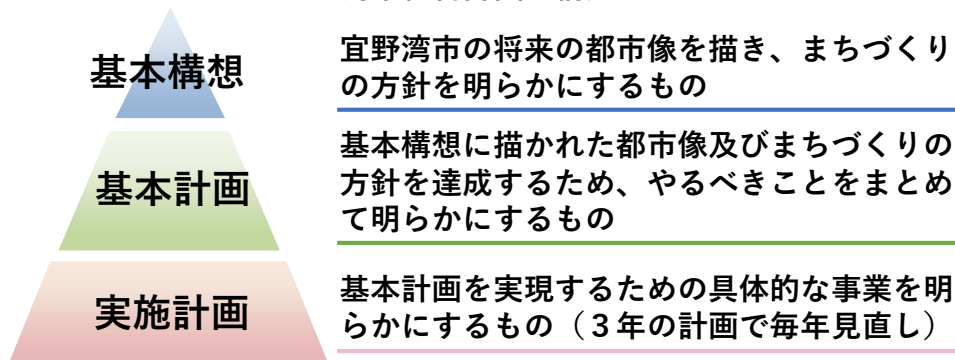 基本構想
宜野湾市の将来の都市像を描き、まちづくり
の方針を明らかにするもの
基本計画
基本構想に描かれた都市像及びまちづくりの
方針を達成するため、やるべきことをまとめ
て明らかにするもの
実施計画
基本計画を実現するための具体的な事業を明
らかにするもの（３年の計画で毎年見直し）